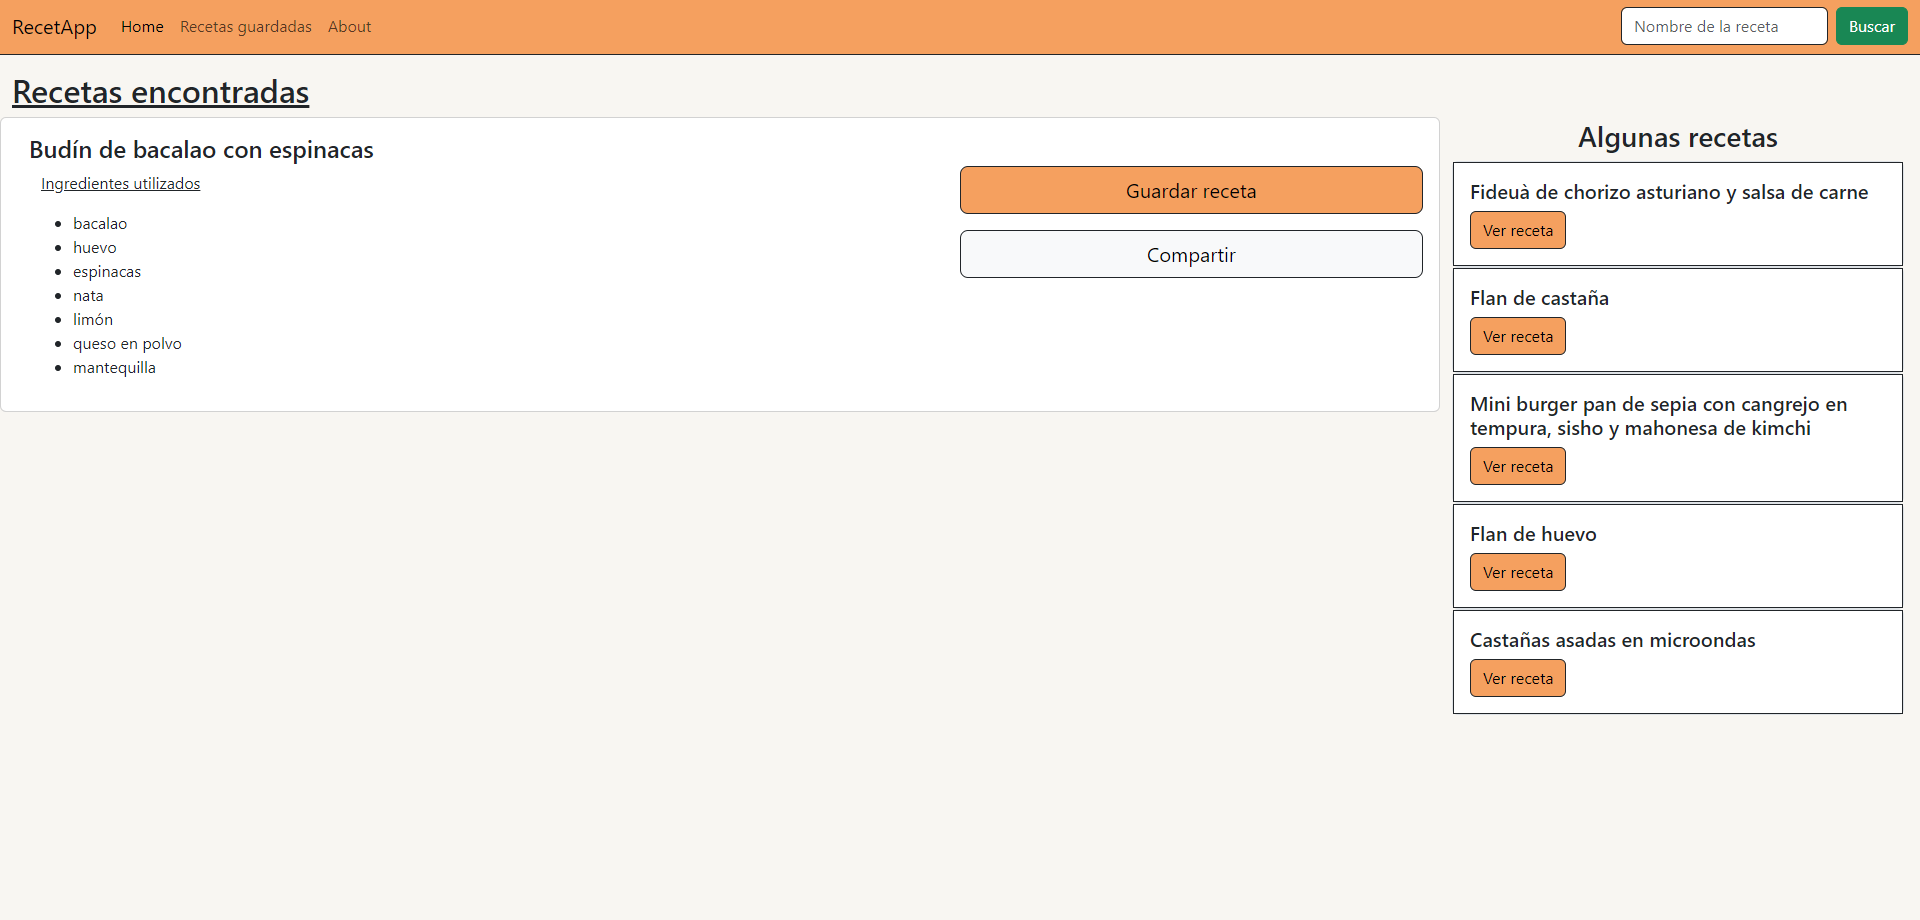 RecetApp Home Recetas guardadas About Nombre de la receta Buscar
Recetas encontradas
Budín de bacalao con espinacas
Ingredientes utilizados
bacalao
huevo
espinacas
nata
limón
queso en polvo
mantequilla
Guardar receta
Compartir
Algunas recetas
Fideuà de chorizo asturiano y salsa de carne
Ver receta
Flan de castaña
Ver receta
Mini burger pan de sepia con cangrejo en
tempura, sisho y mahonesa de kimchi
Ver receta
Flan de huevo
Ver receta
Castañas asadas en microondas
Ver receta